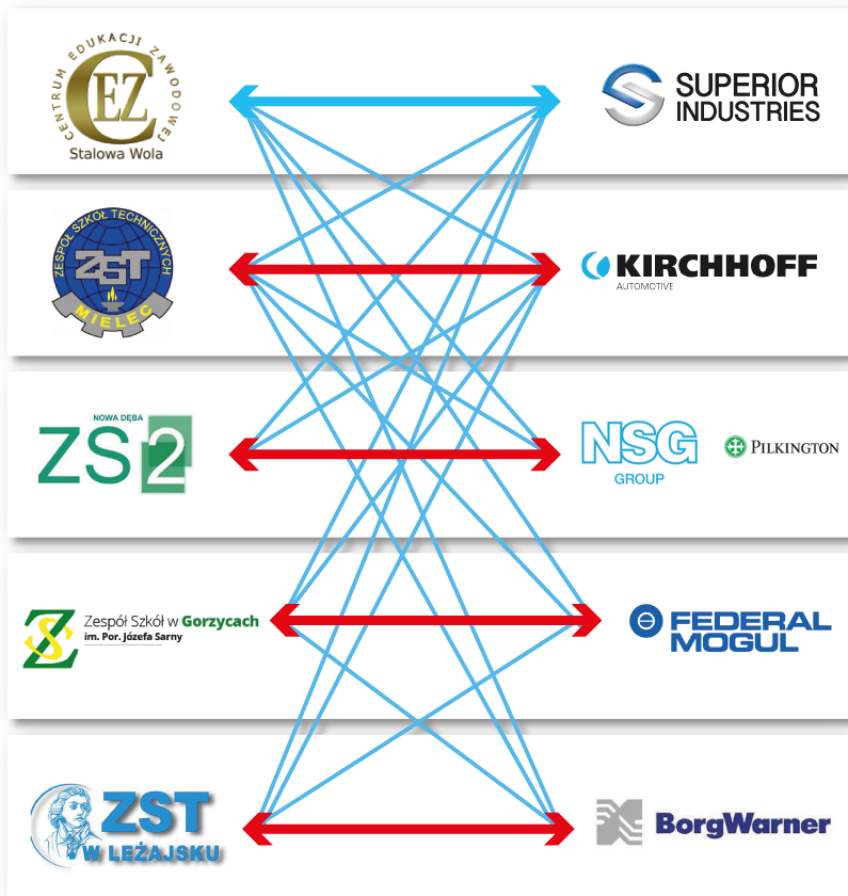 CENTRUM EDUKACJI ZAWODOWEJ
CEZ
Stalowa Wola
SUPERIOR
INDUSTRIES
ZESPÓŁ SZKÓŁ TECHNICZNYCH
ZST
MIELEC
KIRCHHOFF
AUTOMOTIVE
NOWA DĘBA
ZS2
NSG
GROUP
PILKINGTON
ZS
Zespół Szkół w Gorzycach
im. Por. Józefa Sarny
FEDERAL
MOGUL
ZST
W LEŻAJSKU
BorgWarner